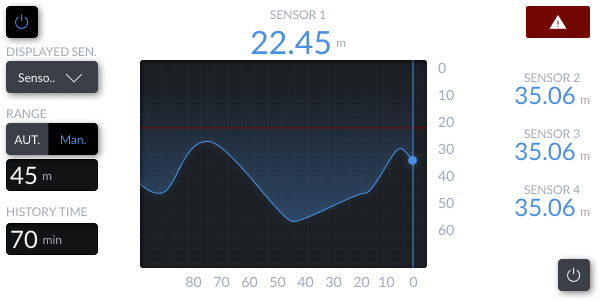 SENSOR 1
22.45 m
DISPLAYED SEN.
Senso..
RANGE
AUT. Man.
45 m
HISTORY TIME
70 min
0
10
20
30
40
50
60
80 70 60 50 40 30 20 10 0
SENSOR 2
35.06 m
SENSOR 3
35.06 m
SENSOR 4
35.06 m